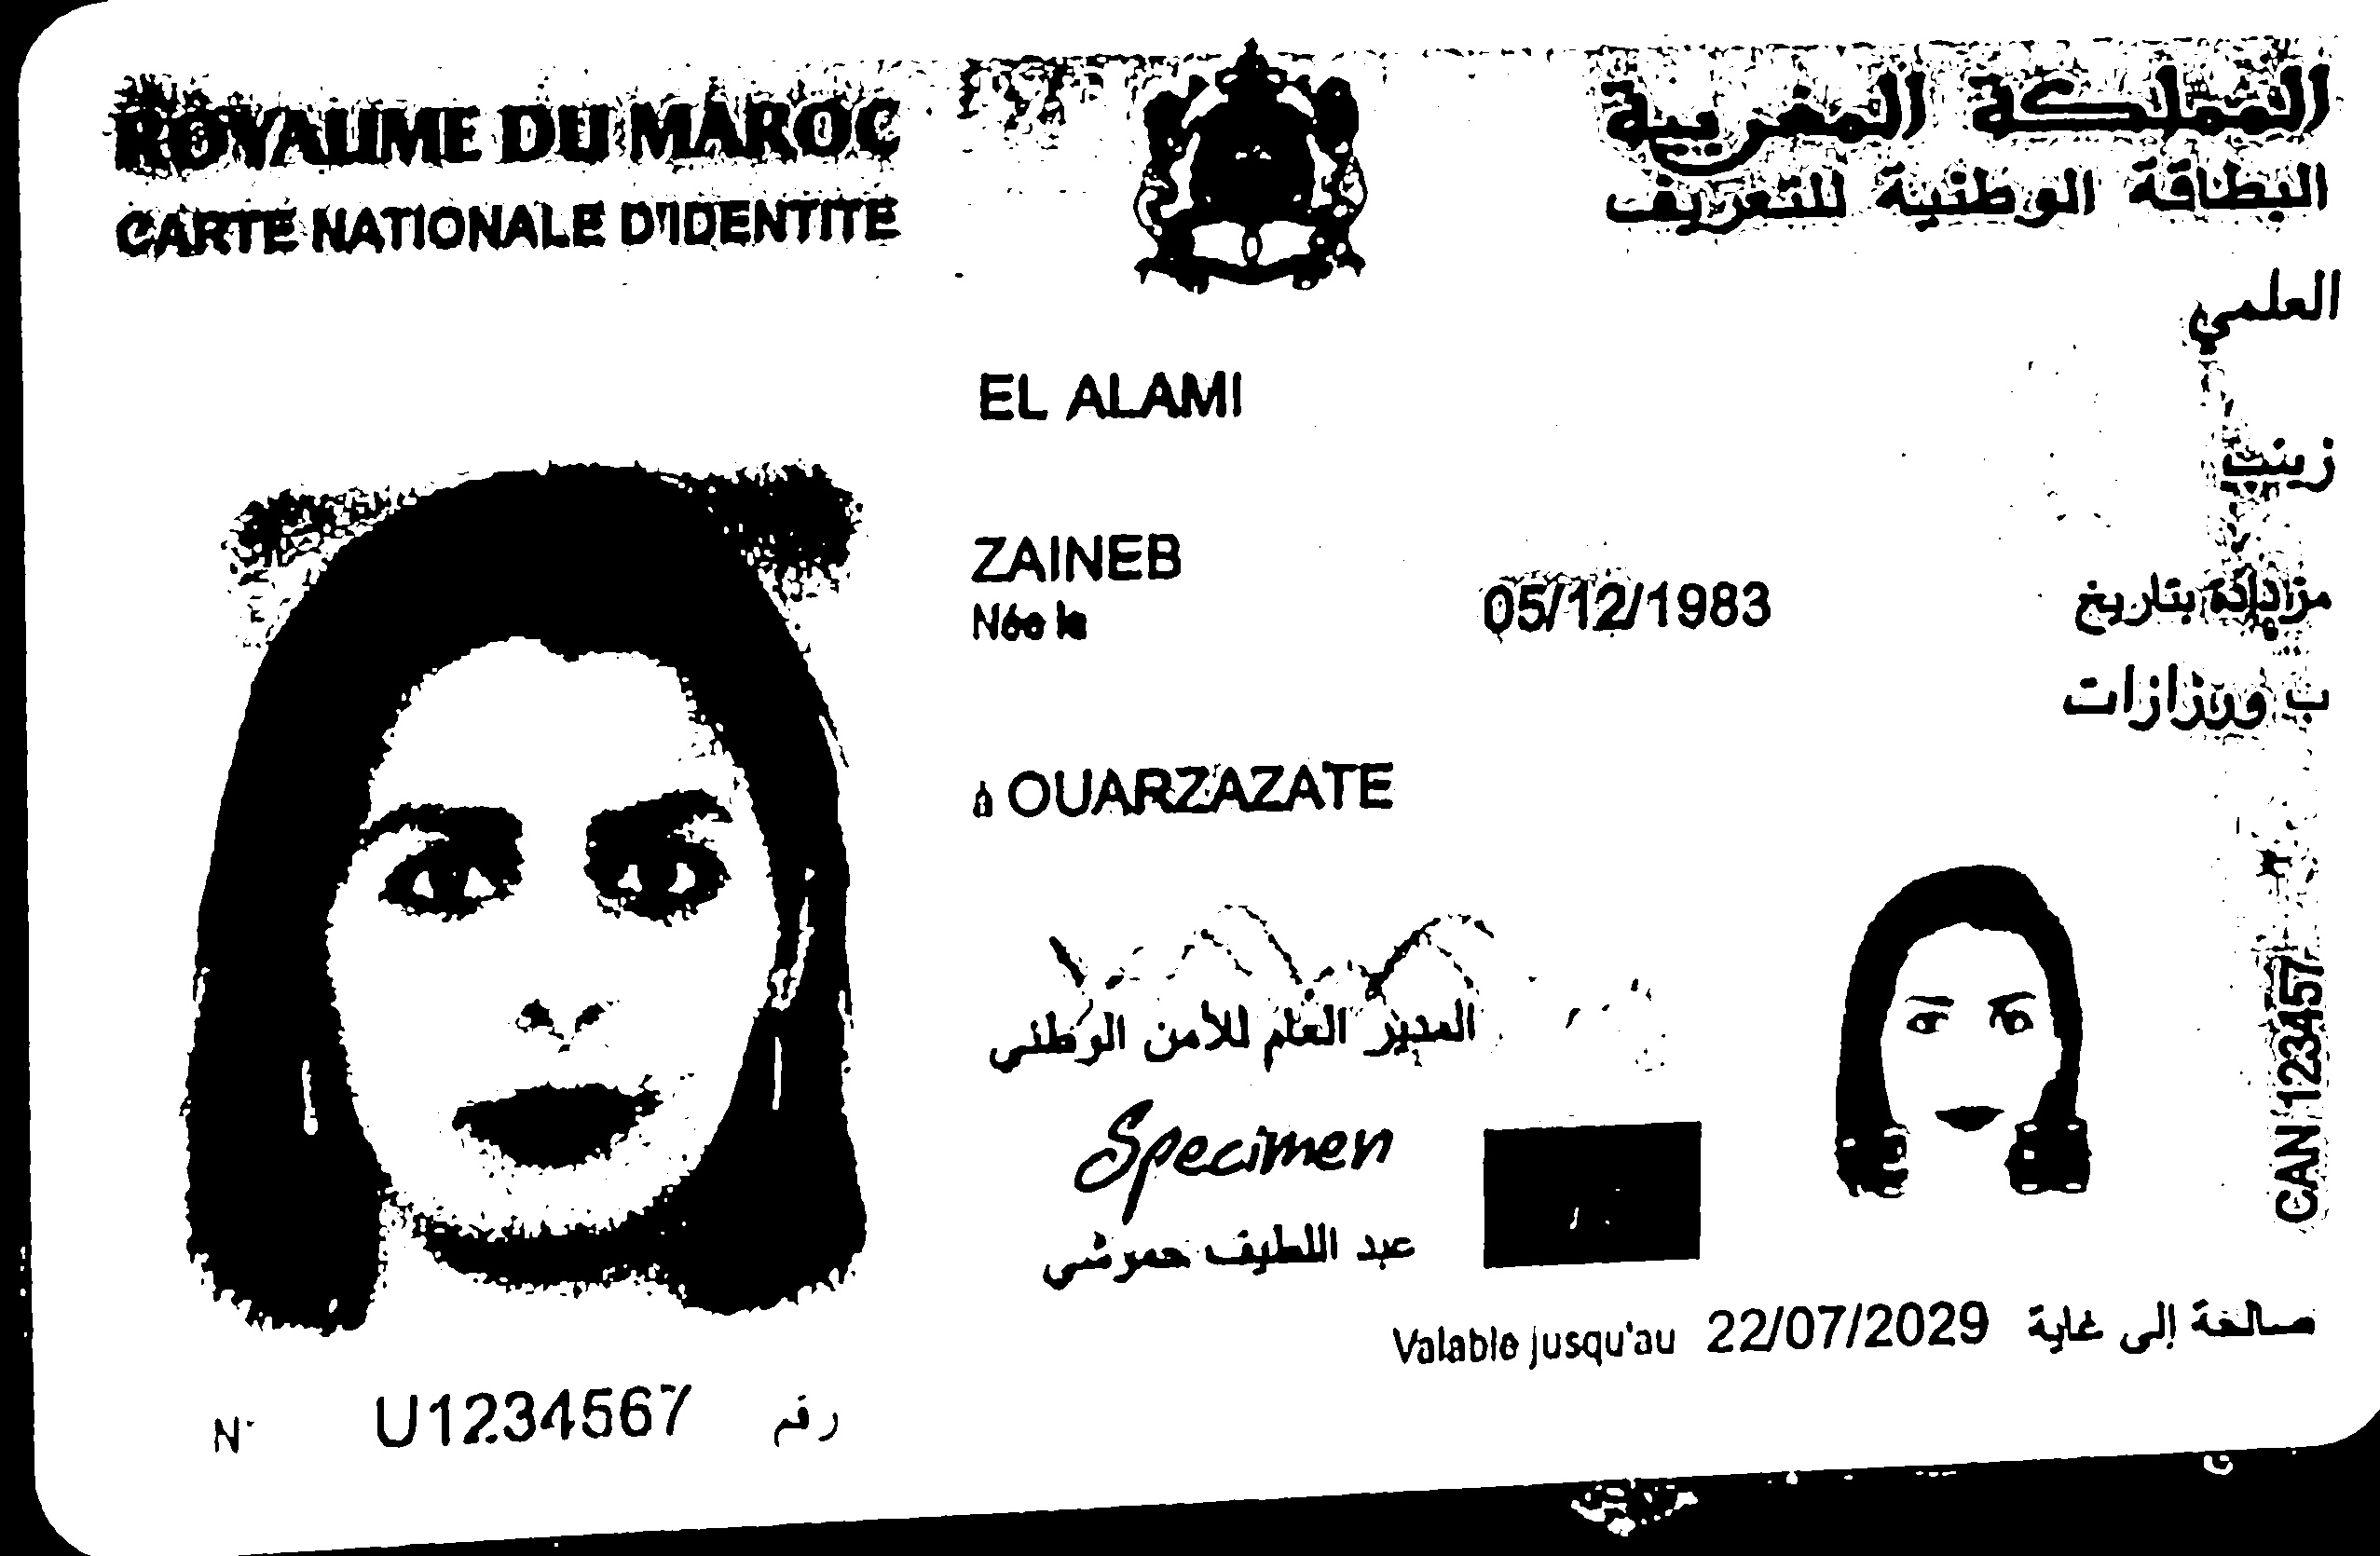 ROYAUME DU MAROC
المملكة المغربية
CARTE NATIONALE D'IDENTITE
البطاقة الوطنية للتعريف
العلمي
EL ALAMI
زينب
ZAINEB
Née le 05/12/1983 مزدادة بتاريخ
ب ورزازات
à OUARZAZATE
المدير العام للأمن الوطني
Specimen
عبد اللطيف حموشي
CAN 123457
Valable jusqu'au 22/07/2029 صالحة إلى غاية
N° U1234567 رقم